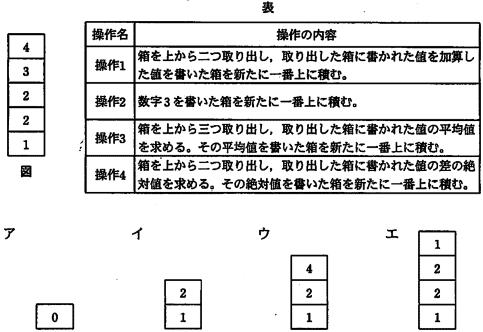 表
操作名 操作の内容
操作1 箱を上から二つ取り出し，取り出した箱に書かれた値を加算し
た値を書いた箱を新たに一番上に積む。
操作2 数字3を書いた箱を新たに一番上に積む。
操作3 箱を上から三つ取り出し，取り出した箱に書かれた値の平均値
を求める。その平均値を書いた箱を新たに一番上に積む。
操作4 箱を上から二つ取り出し，取り出した箱に書かれた値の差の絶
対値を求める。その絶対値を書いた箱を新たに一番上に積む。
4
3
2
2
1
図
ア
0
イ
2
1
ウ
4
2
1
エ
1
2
2
1